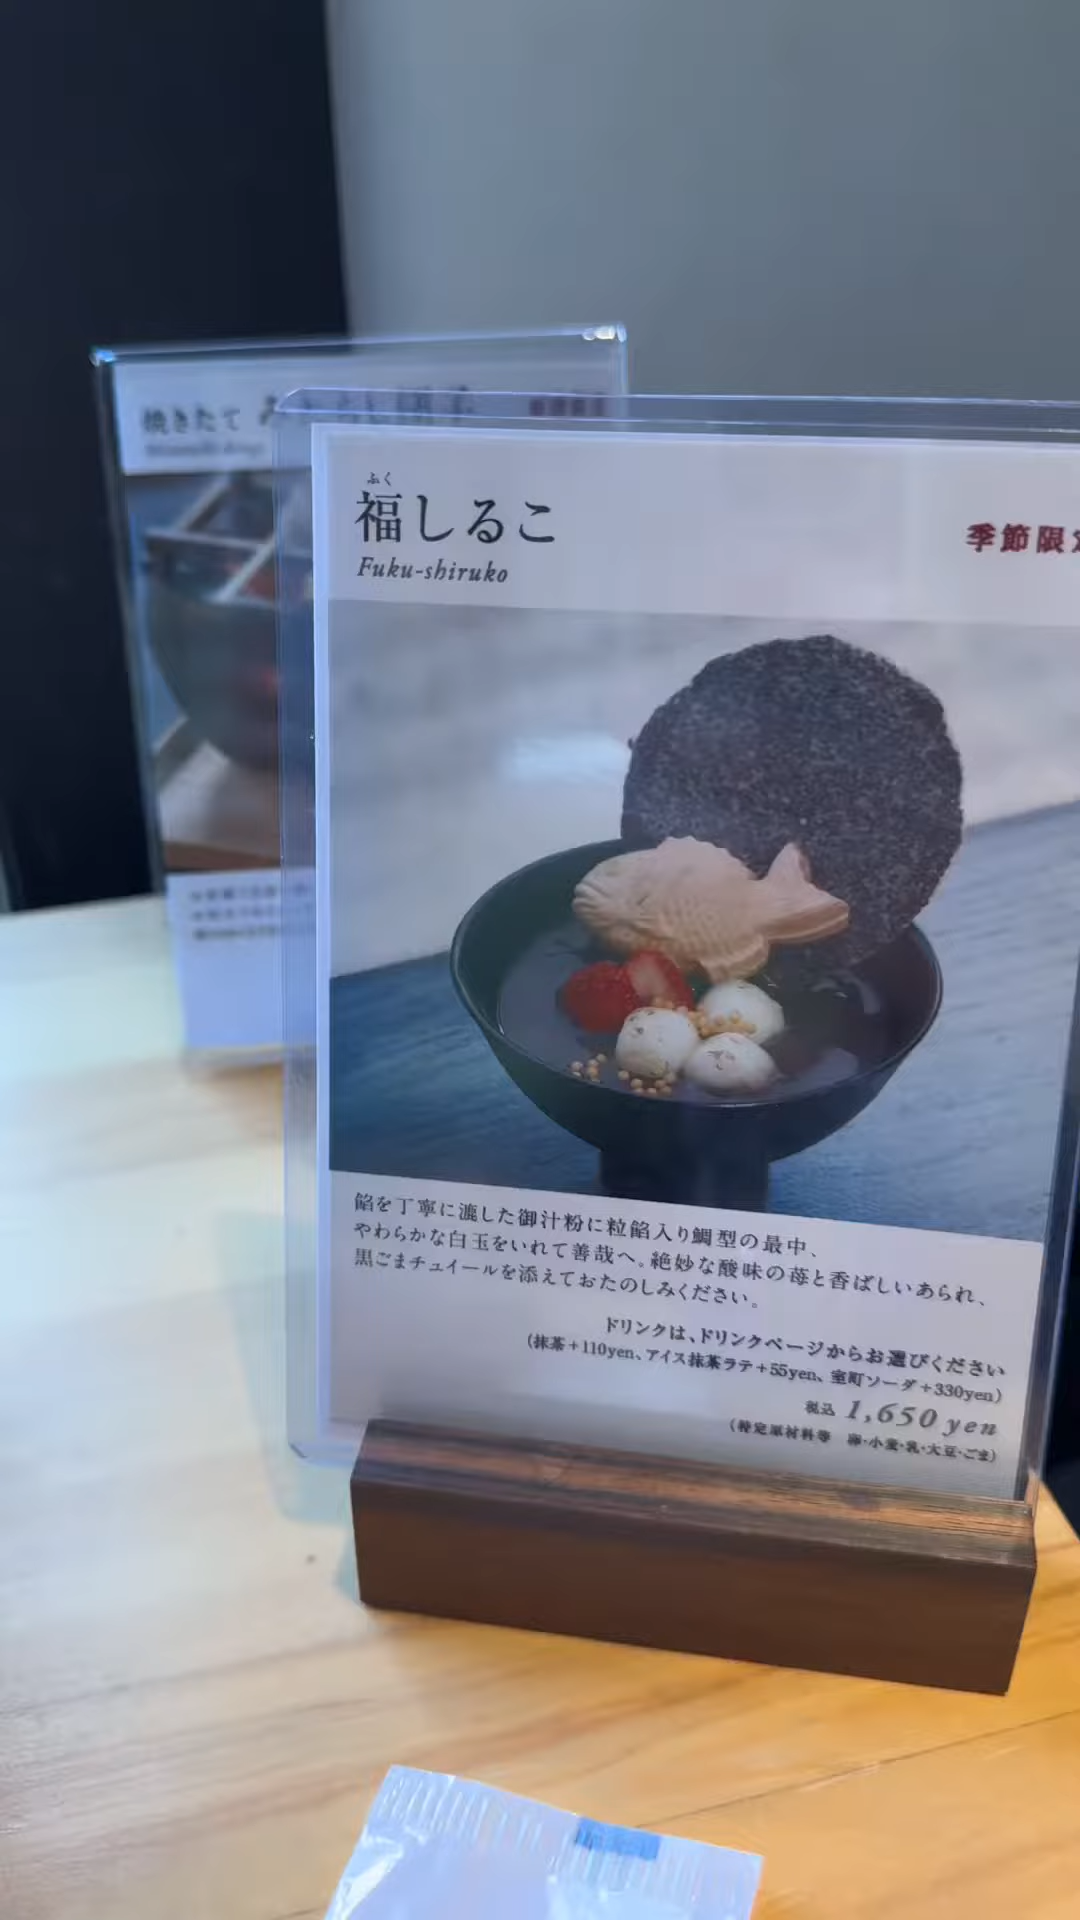 焼きたて
ふく
福しるこ
Fuku-shiruko
季節限定
餡を丁寧に漉した御汁粉に粒餡入り鯛型の最中、
やわらかな白玉をいれて善哉へ。絶妙な酸味の苺と香ばしいあられ、
黒ごまチュイールを添えておたのしみください。
ドリンクは、ドリンクページからお選びください
(抹茶+110yen、アイス抹茶ラテ+55yen、室町ソーダ+330yen)
税込 1,650 yen
(特定原材料等 卵・小麦・乳・大豆・ごま)